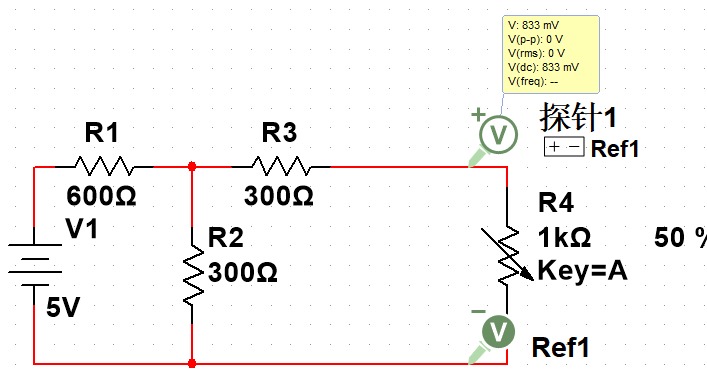 V: 833 mV
V(p-p): 0 V
V(rms): 0 V
V(dc): 833 mV
V(freq): --
+
V
探针1
+ − Ref1
R1
R3
600Ω
300Ω
V1
R2
300Ω
5V
R4
1kΩ 50 %
Key=A
−
V
Ref1